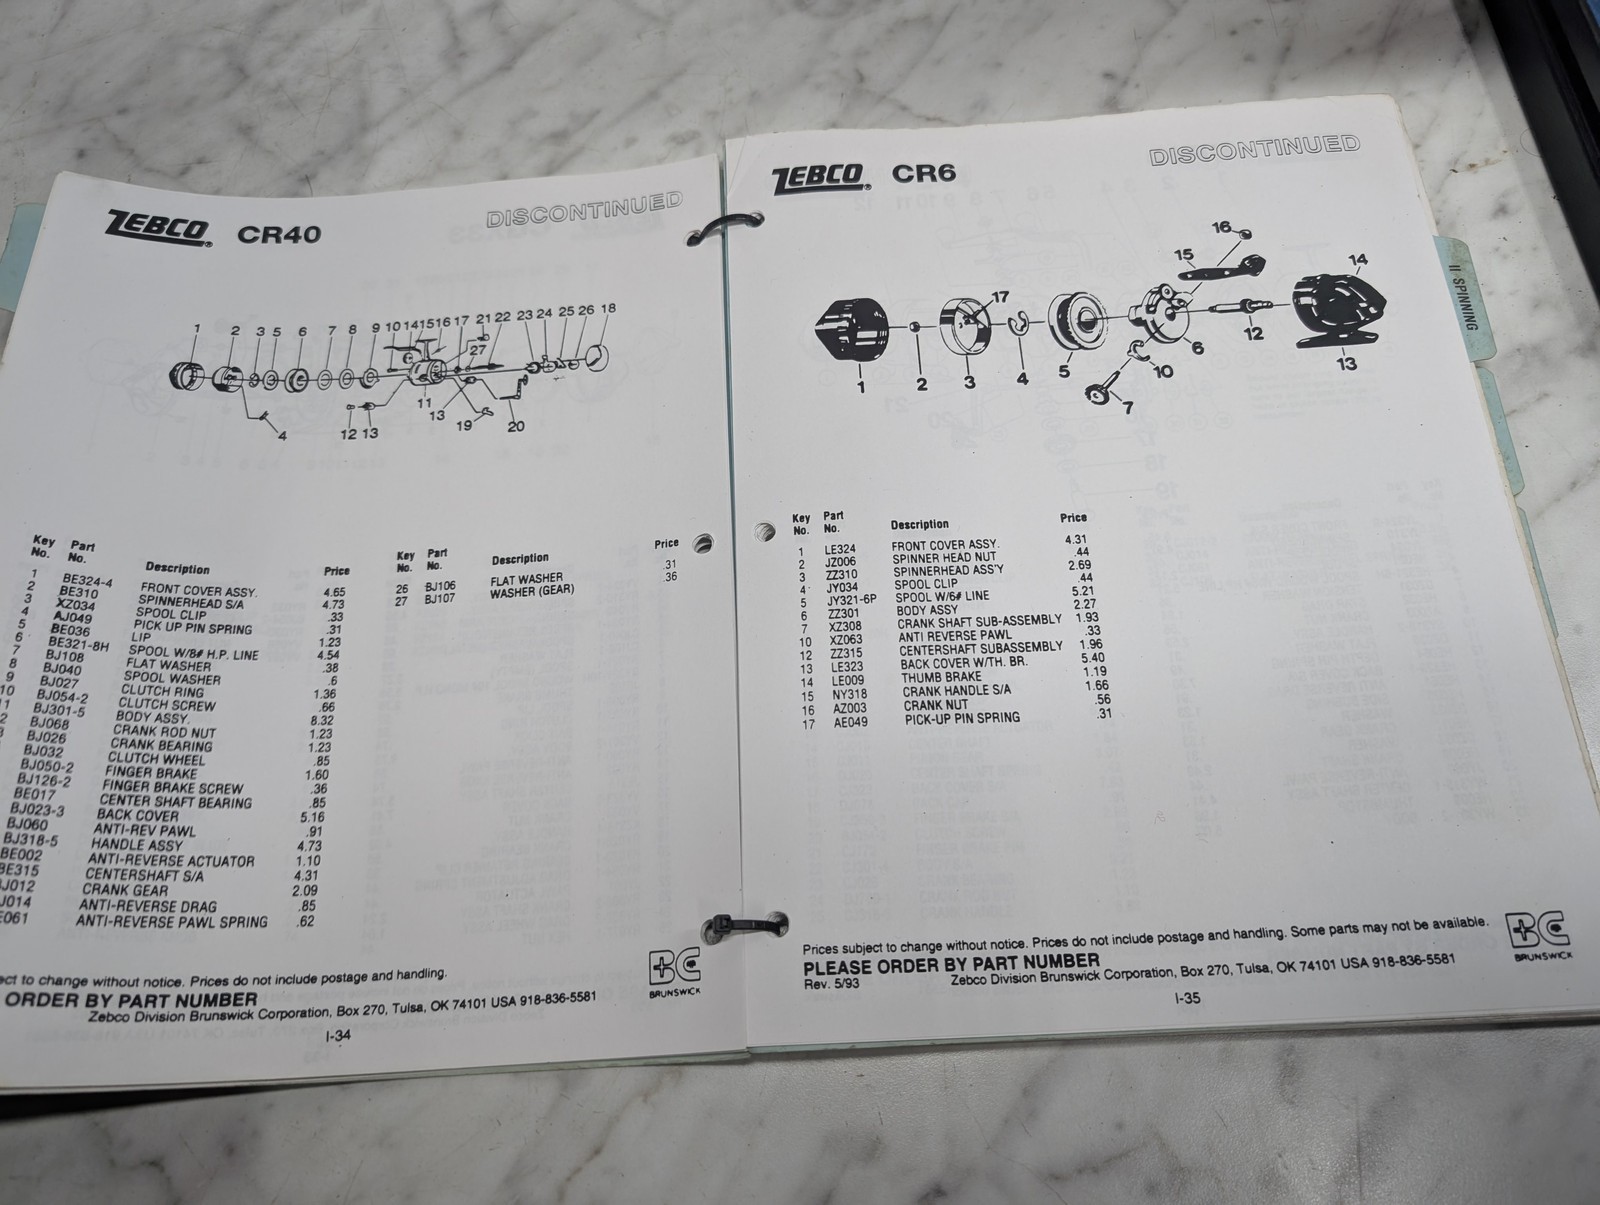 ZEBCO® CR40
DISCONTINUED
1 2 3 5 6 7 8 9 10 14 15 16 17 21 22 23 24 25 26 18
27
11
13
12 13
4
19
20
Key No. Part No. Description Price
1 BE324-4 FRONT COVER ASSY. 4.65
2 BE310 SPINNERHEAD S/A 4.73
3 XZ034 SPOOL CLIP .33
4 AJ049 PICK UP PIN SPRING .31
5 BE036 LIP 1.23
6 BE321-8H SPOOL W/8# H.P. LINE 4.54
7 BJ108 FLAT WASHER .38
8 BJ040 SPOOL WASHER .6
9 BJ027 CLUTCH RING 1.36
10 BJ054-2 CLUTCH SCREW .66
1 BJ301-5 BODY ASSY. 8.32
2 BJ068 CRANK ROD NUT 1.23
BJ026 CRANK BEARING 1.23
BJ032 CLUTCH WHEEL .85
BJ050-2 FINGER BRAKE 1.60
BJ126-2 FINGER BRAKE SCREW .36
BE017 CENTER SHAFT BEARING .85
BJ023-3 BACK COVER 5.16
BJ060 ANTI-REV PAWL .91
BJ318-5 HANDLE ASSY 4.73
BE002 ANTI-REVERSE ACTUATOR 1.10
BE315 CENTERSHAFT S/A 4.31
J012 CRANK GEAR 2.09
J014 ANTI-REVERSE DRAG .85
E061 ANTI-REVERSE PAWL SPRING .62
Key No. Part No. Description Price
26 BJ106 FLAT WASHER .31
27 BJ107 WASHER (GEAR) .36
ect to change without notice. Prices do not include postage and handling.
ORDER BY PART NUMBER
Zebco Division Brunswick Corporation, Box 270, Tulsa, OK 74101 USA 918-836-5581
BRUNSWICK
I-34
ZEBCO® CR6
DISCONTINUED
16
15
14
17
12
1 2 3 4 5 6
10
7
13
Key No. Part No. Description Price
1 LE324 FRONT COVER ASSY. 4.31
2 JZ006 SPINNER HEAD NUT .44
3 ZZ310 SPINNERHEAD ASS'Y 2.69
4 JY034 SPOOL CLIP .44
5 JY321-6P SPOOL W/6# LINE 5.21
6 ZZ301 BODY ASSY 2.27
7 XZ308 CRANK SHAFT SUB-ASSEMBLY 1.93
10 XZ063 ANTI REVERSE PAWL .33
12 ZZ315 CENTERSHAFT SUBASSEMBLY 1.96
13 LE323 BACK COVER W/TH. BR. 5.40
14 LE009 THUMB BRAKE 1.19
15 NY318 CRANK HANDLE S/A 1.66
16 AZ003 CRANK NUT .56
17 AE049 PICK-UP PIN SPRING .31
Prices subject to change without notice. Prices do not include postage and handling. Some parts may not be available.
PLEASE ORDER BY PART NUMBER
Rev. 5/93 Zebco Division Brunswick Corporation, Box 270, Tulsa, OK 74101 USA 918-836-5581
BRUNSWICK
I-35
II SPINNING